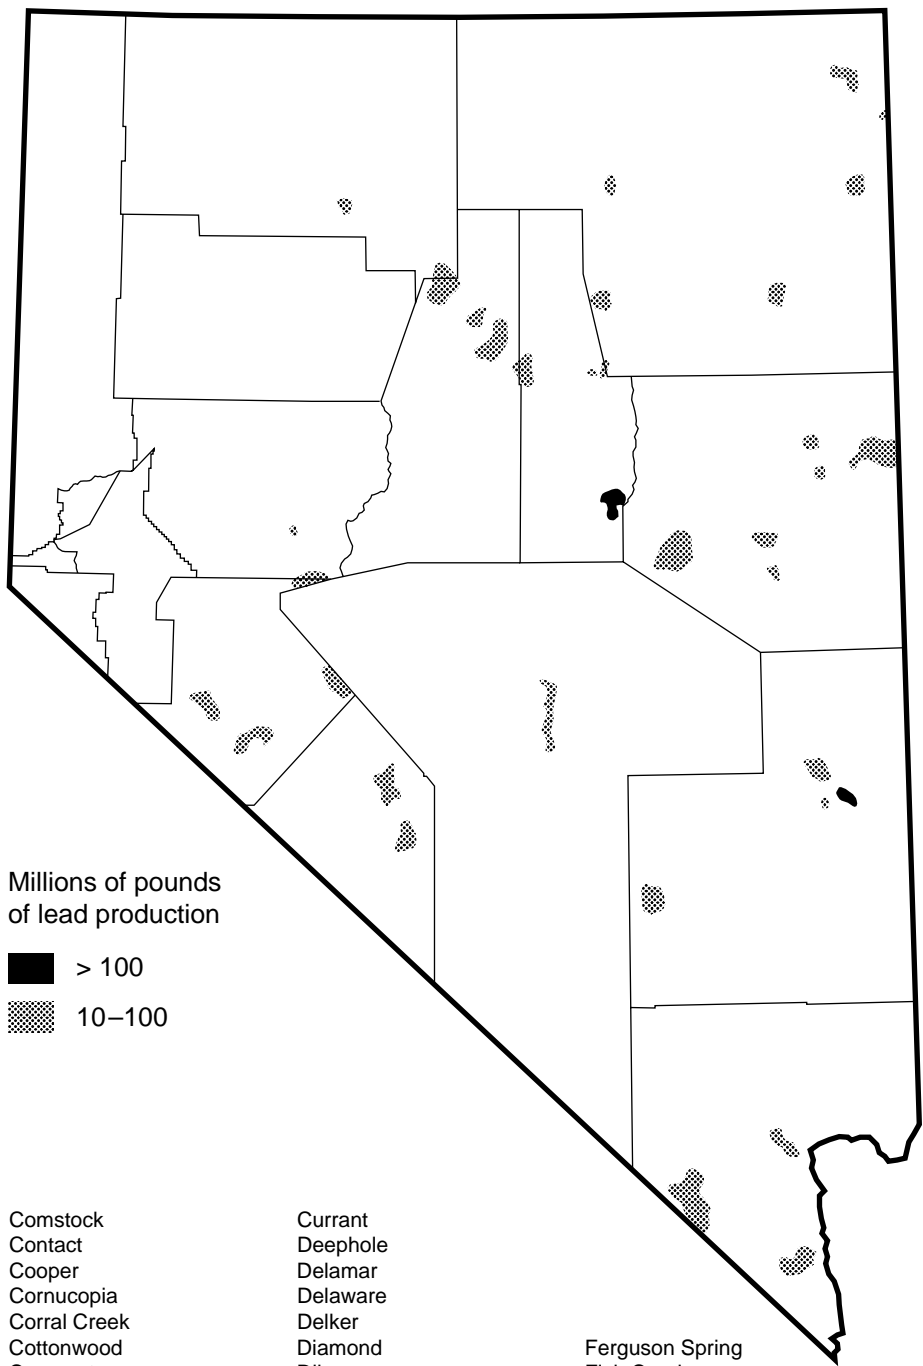 Millions of pounds
of lead production
> 100
10–100
Comstock
Contact
Cooper
Cornucopia
Corral Creek
Cottonwood
Currant
Deephole
Delamar
Delaware
Delker
Diamond
Ferguson Spring